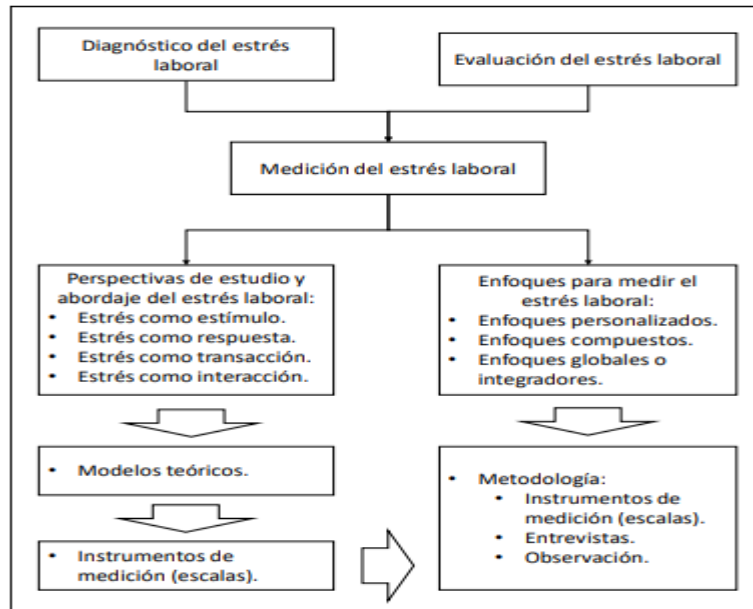 Diagnóstico del estrés
laboral
Evaluación del estrés laboral
Medición del estrés laboral
Perspectivas de estudio y
abordaje del estrés laboral:
• Estrés como estímulo.
• Estrés como respuesta.
• Estrés como transacción.
• Estrés como interacción.
Enfoques para medir el
estrés laboral:
• Enfoques personalizados.
• Enfoques compuestos.
• Enfoques globales o
integradores.
• Modelos teóricos.
• Instrumentos de
medición (escalas).
• Metodología:
• Instrumentos de
medición (escalas).
• Entrevistas.
• Observación.